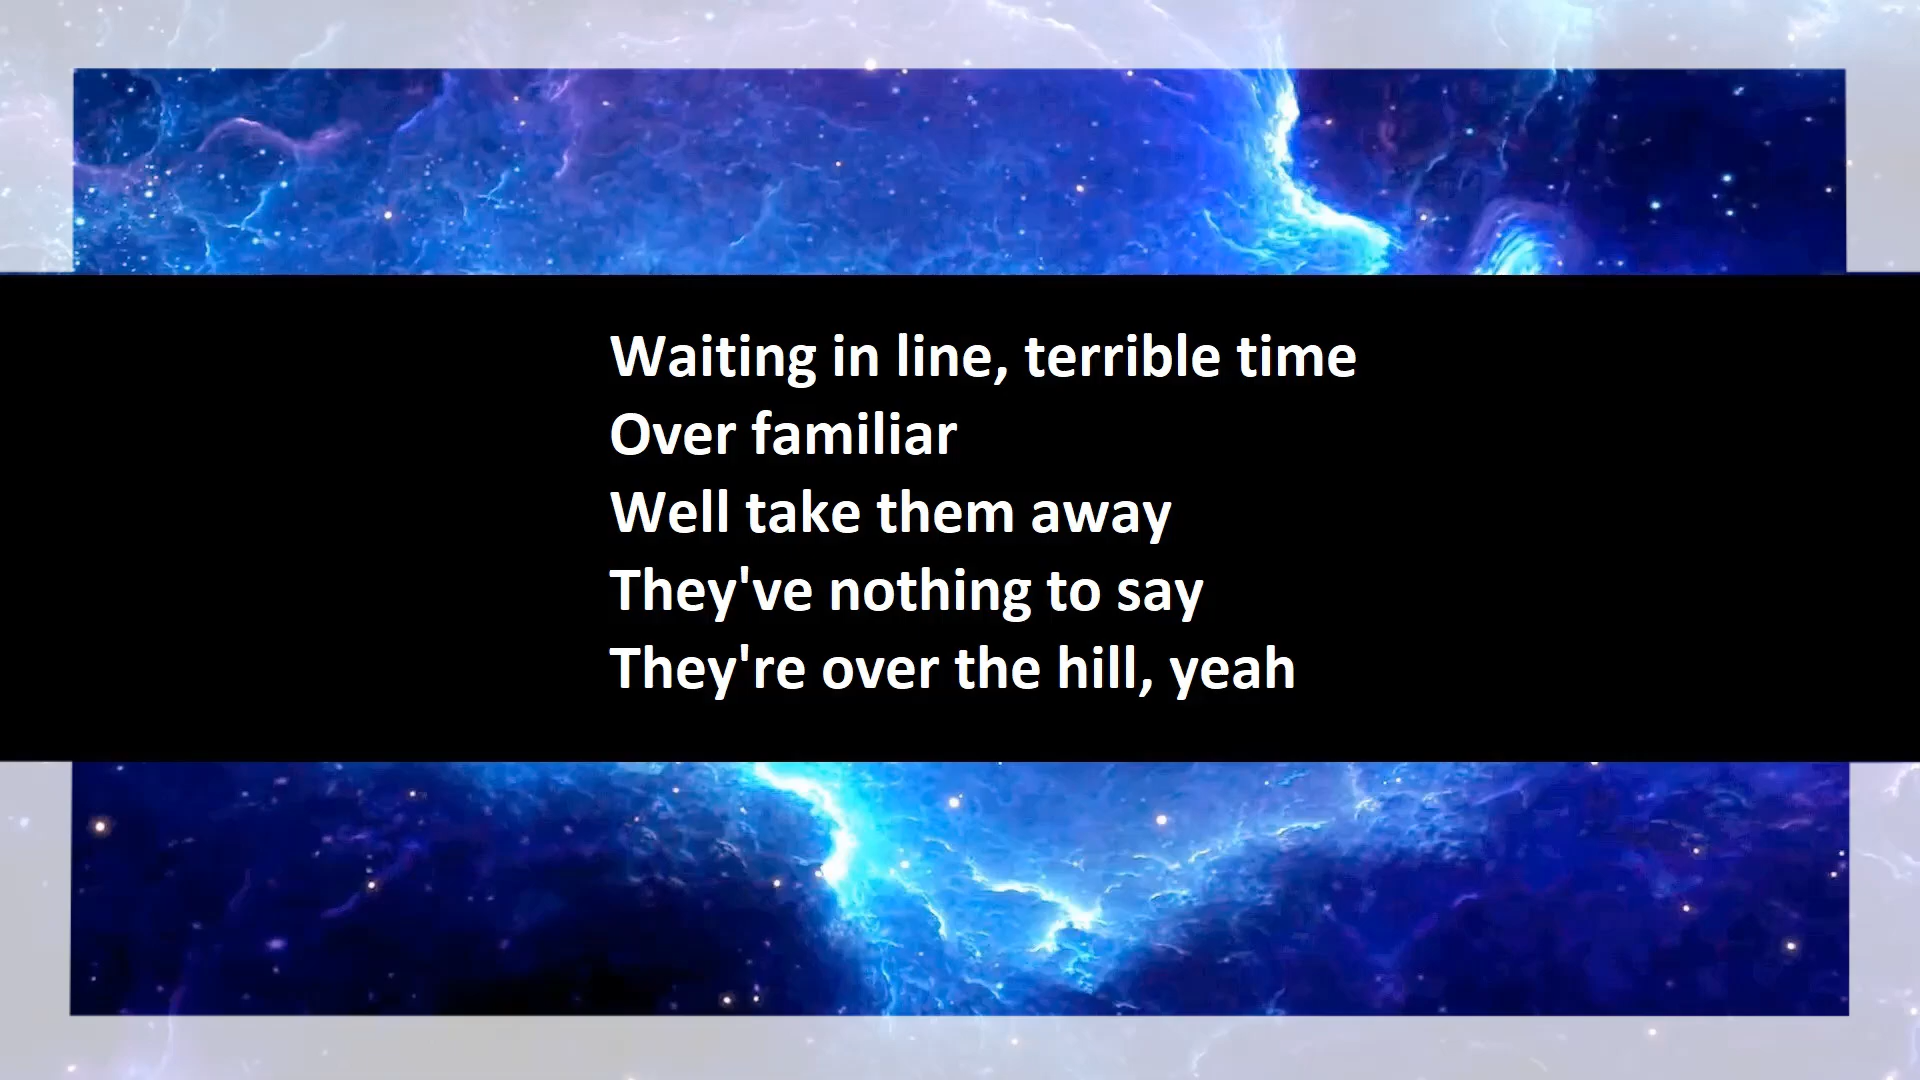 Waiting in line, terrible time
Over familiar
Well take them away
They've nothing to say
They're over the hill, yeah